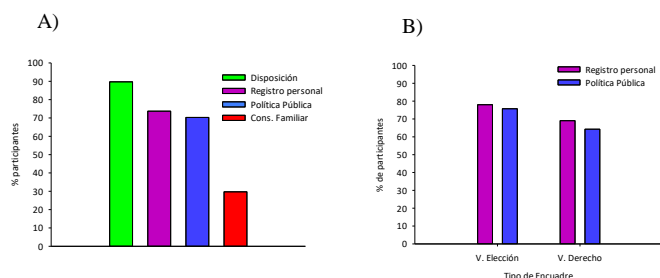 A)
% participantes
100
90
80
70
60
50
40
30
20
10
0
Disposición
Registro personal
Política Pública
Cons. Familiar
B)
% de participantes
100
90
80
70
60
50
40
30
20
10
0
Registro personal
Política Pública
V. Elección V. Derecho
Tipo de Encuadre